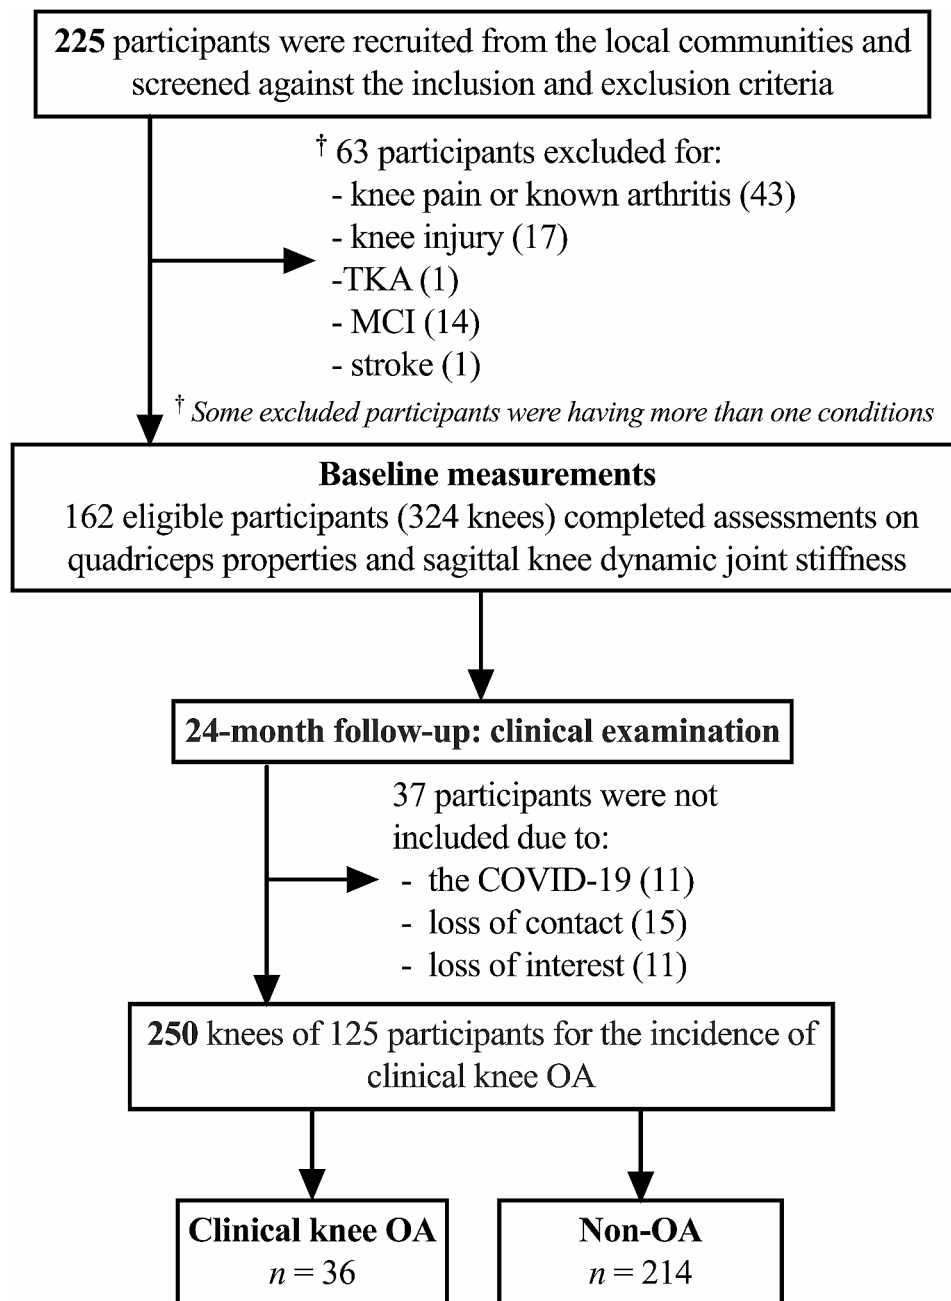 225 participants were recruited from the local communities and
screened against the inclusion and exclusion criteria
† 63 participants excluded for:
- knee pain or known arthritis (43)
- knee injury (17)
-TKA (1)
- MCI (14)
- stroke (1)
† Some excluded participants were having more than one conditions
Baseline measurements
162 eligible participants (324 knees) completed assessments on
quadriceps properties and sagittal knee dynamic joint stiffness
24-month follow-up: clinical examination
37 participants were not
included due to:
- the COVID-19 (11)
- loss of contact (15)
- loss of interest (11)
250 knees of 125 participants for the incidence of
clinical knee OA
Clinical knee OA
n = 36
Non-OA
n = 214